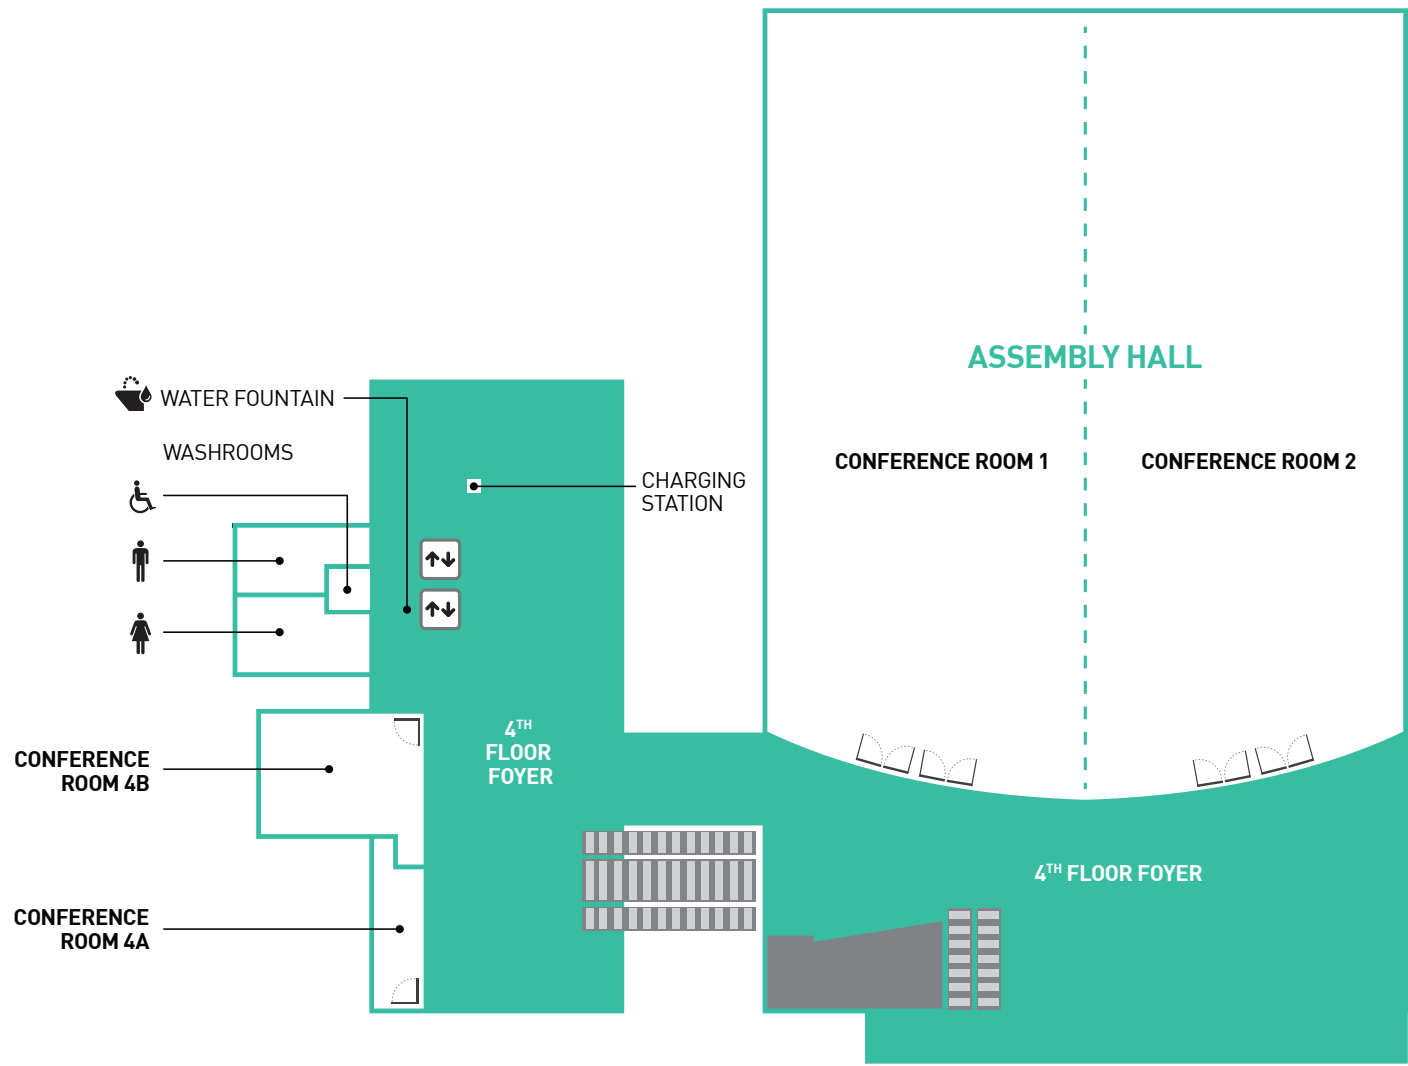 ASSEMBLY HALL
WATER FOUNTAIN
WASHROOMS
CONFERENCE ROOM 1
CONFERENCE ROOM 2
CHARGING
STATION
4TH
FLOOR
FOYER
CONFERENCE
ROOM 4B
4TH FLOOR FOYER
CONFERENCE
ROOM 4A